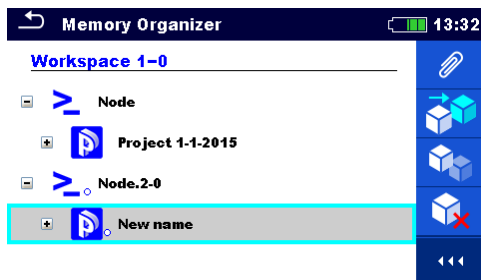 Memory Organizer 13:32
Workspace 1-0
Node
Project 1-1-2015
Node.2-0
New name